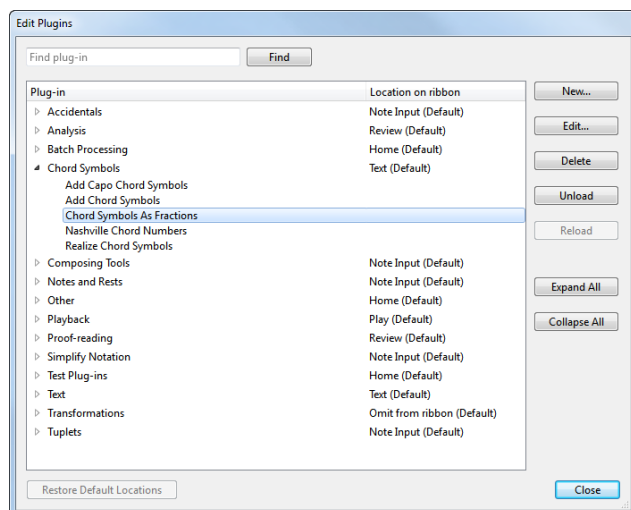 Edit Plugins
Find plug-in Find
Plug-in Location on ribbon New...
Accidentals Note Input (Default)
Analysis Review (Default) Edit...
Batch Processing Home (Default)
Chord Symbols Text (Default) Delete
Add Capo Chord Symbols
Add Chord Symbols Unload
Chord Symbols As Fractions
Nashville Chord Numbers Reload
Realize Chord Symbols
Composing Tools Note Input (Default)
Notes and Rests Note Input (Default) Expand All
Other Home (Default)
Playback Play (Default) Collapse All
Proof-reading Review (Default)
Simplify Notation Note Input (Default)
Test Plug-ins Home (Default)
Text Text (Default)
Transformations Omit from ribbon (Default)
Tuplets Note Input (Default)
Restore Default Locations Close